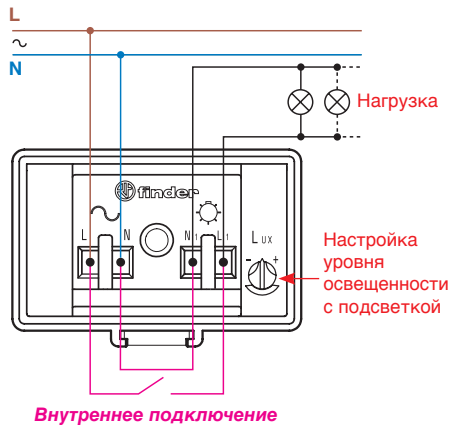 L
~
N
Нагрузка
finder
L N N1 L1 LUX
- +
Настройка
уровня
освещенности
с подсветкой
Внутреннее подключение